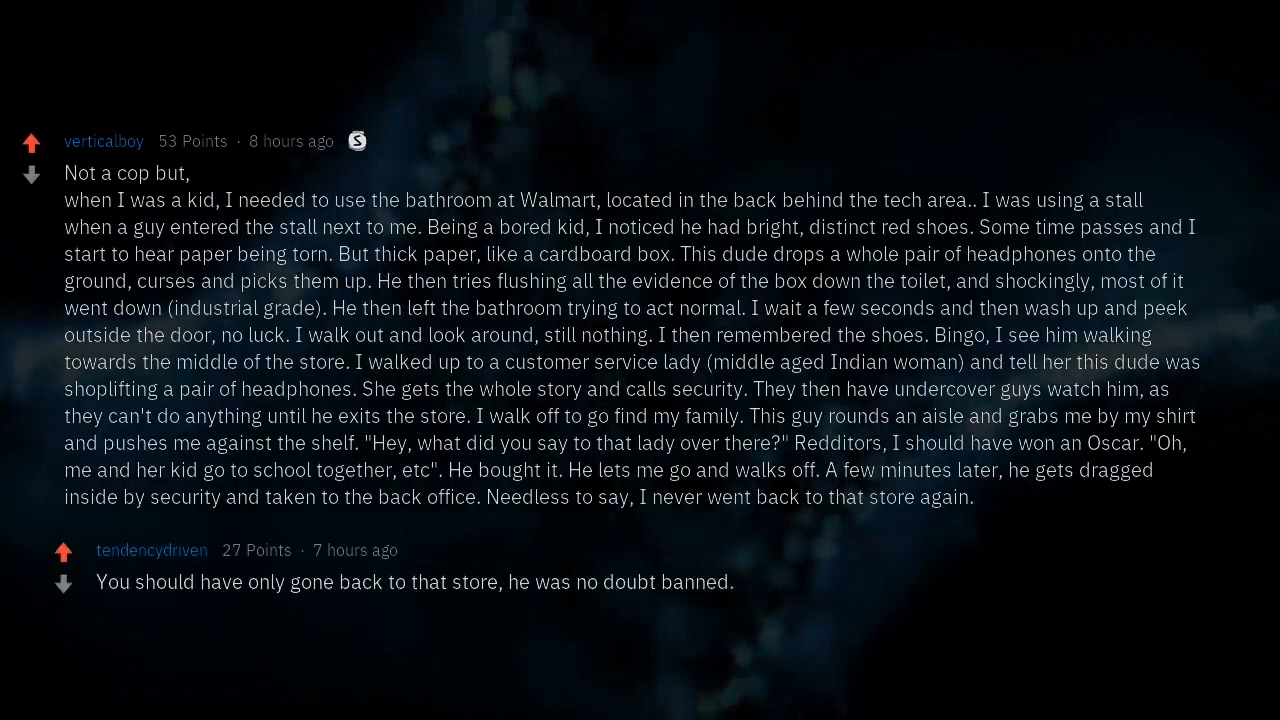 verticalboy 53 Points · 8 hours ago S
Not a cop but,
when I was a kid, I needed to use the bathroom at Walmart, located in the back behind the tech area.. I was using a stall
when a guy entered the stall next to me. Being a bored kid, I noticed he had bright, distinct red shoes. Some time passes and I
start to hear paper being torn. But thick paper, like a cardboard box. This dude drops a whole pair of headphones onto the
ground, curses and picks them up. He then tries flushing all the evidence of the box down the toilet, and shockingly, most of it
went down (industrial grade). He then left the bathroom trying to act normal. I wait a few seconds and then wash up and peek
outside the door, no luck. I walk out and look around, still nothing. I then remembered the shoes. Bingo, I see him walking
towards the middle of the store. I walked up to a customer service lady (middle aged Indian woman) and tell her this dude was
shoplifting a pair of headphones. She gets the whole story and calls security. They then have undercover guys watch him, as
they can't do anything until he exits the store. I walk off to go find my family. This guy rounds an aisle and grabs me by my shirt
and pushes me against the shelf. "Hey, what did you say to that lady over there?" Redditors, I should have won an Oscar. "Oh,
me and her kid go to school together, etc". He bought it. He lets me go and walks off. A few minutes later, he gets dragged
inside by security and taken to the back office. Needless to say, I never went back to that store again.
tendencydriven 27 Points · 7 hours ago
You should have only gone back to that store, he was no doubt banned.